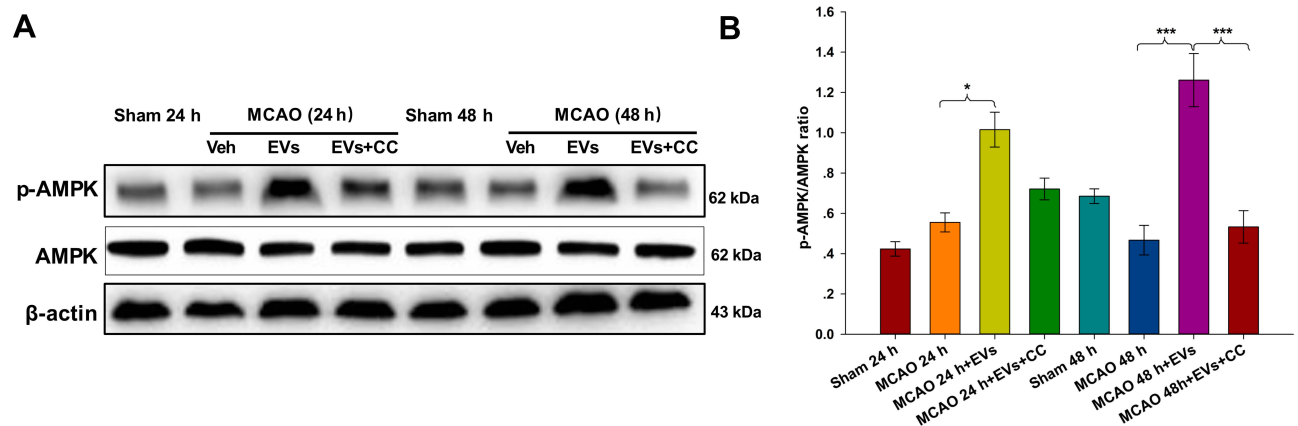 A
Sham 24 h
MCAO (24 h)
Sham 48 h
MCAO (48 h)
Veh
EVs
EVs+CC
Veh
EVs
EVs+CC
p-AMPK
62 kDa
AMPK
62 kDa
β-actin
43 kDa
B
p-AMPK/AMPK ratio
1.6
1.4
1.2
1.0
.8
.6
.4
.2
0.0
*
***
***
Sham 24 h
MCAO 24 h
MCAO 24 h+EVs
MCAO 24 h+EVs+CC
Sham 48 h
MCAO 48 h
MCAO 48 h+EVs
MCAO 48h+EVs+CC